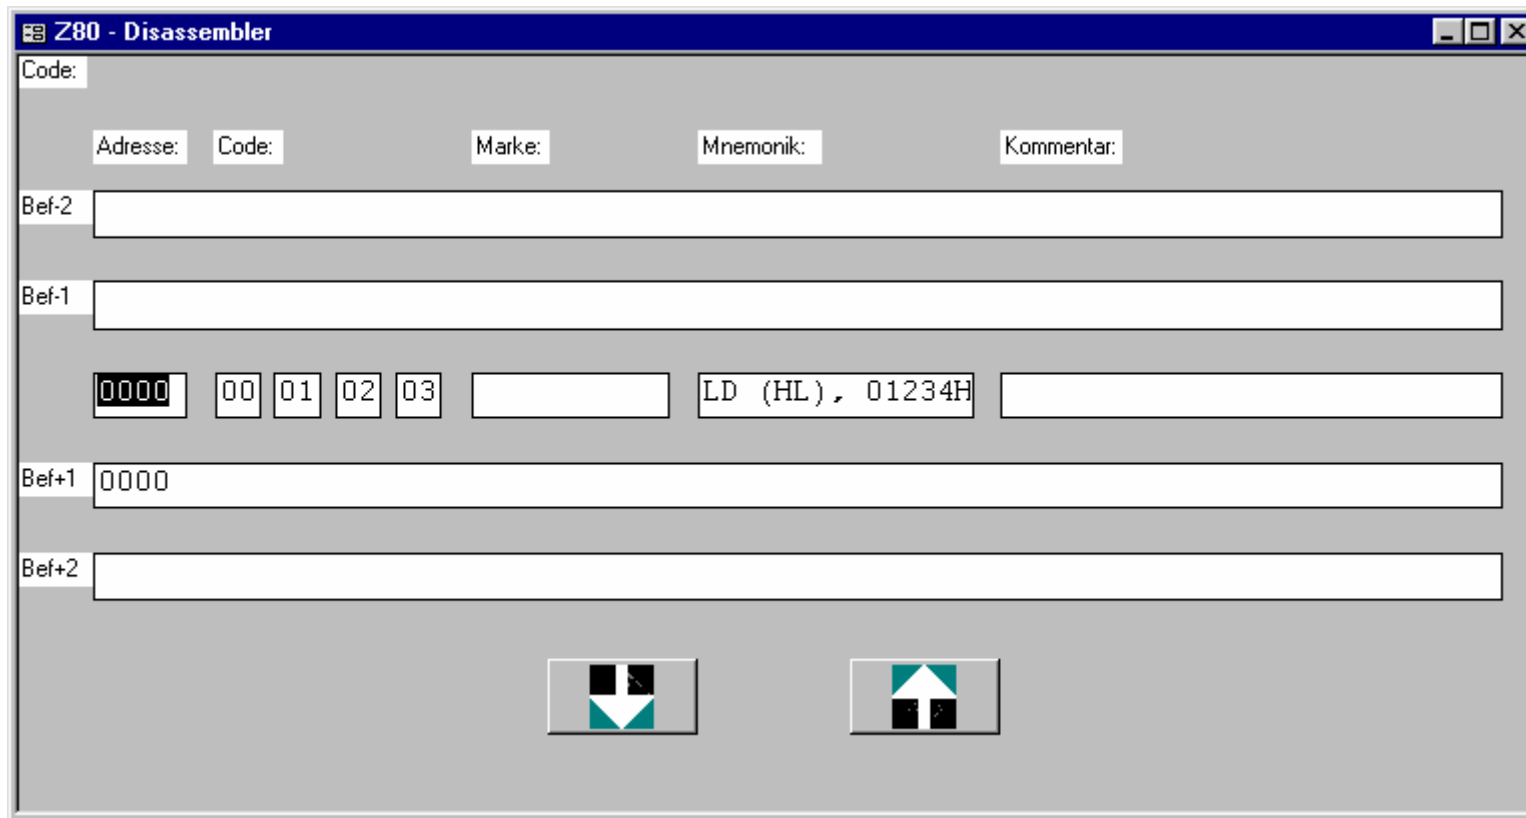 Z80 - Disassembler
Code:
Adresse: Code: Marke: Mnemonik: Kommentar:
Bef-2
Bef-1
0000 00 01 02 03 LD (HL), 01234H
Bef+1 0000
Bef+2